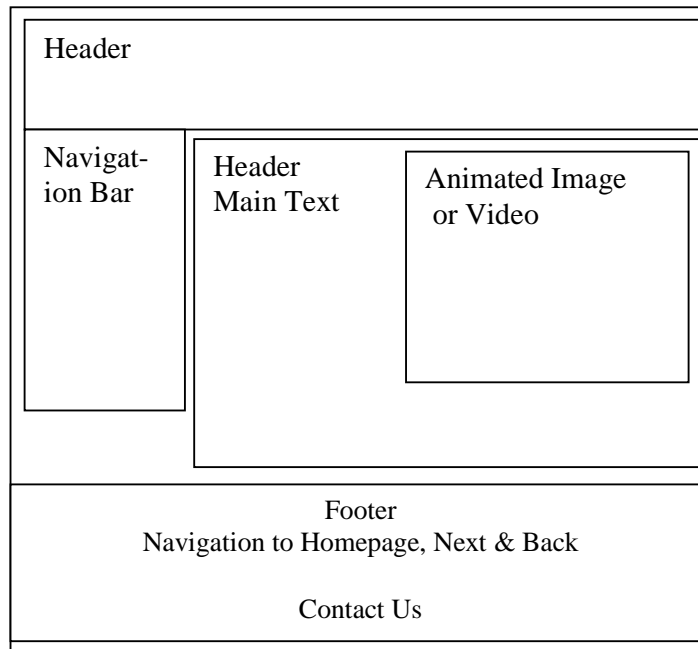 Header
Navigat-
ion Bar
Header
Main Text
Animated Image
or Video
Footer
Navigation to Homepage, Next & Back
Contact Us